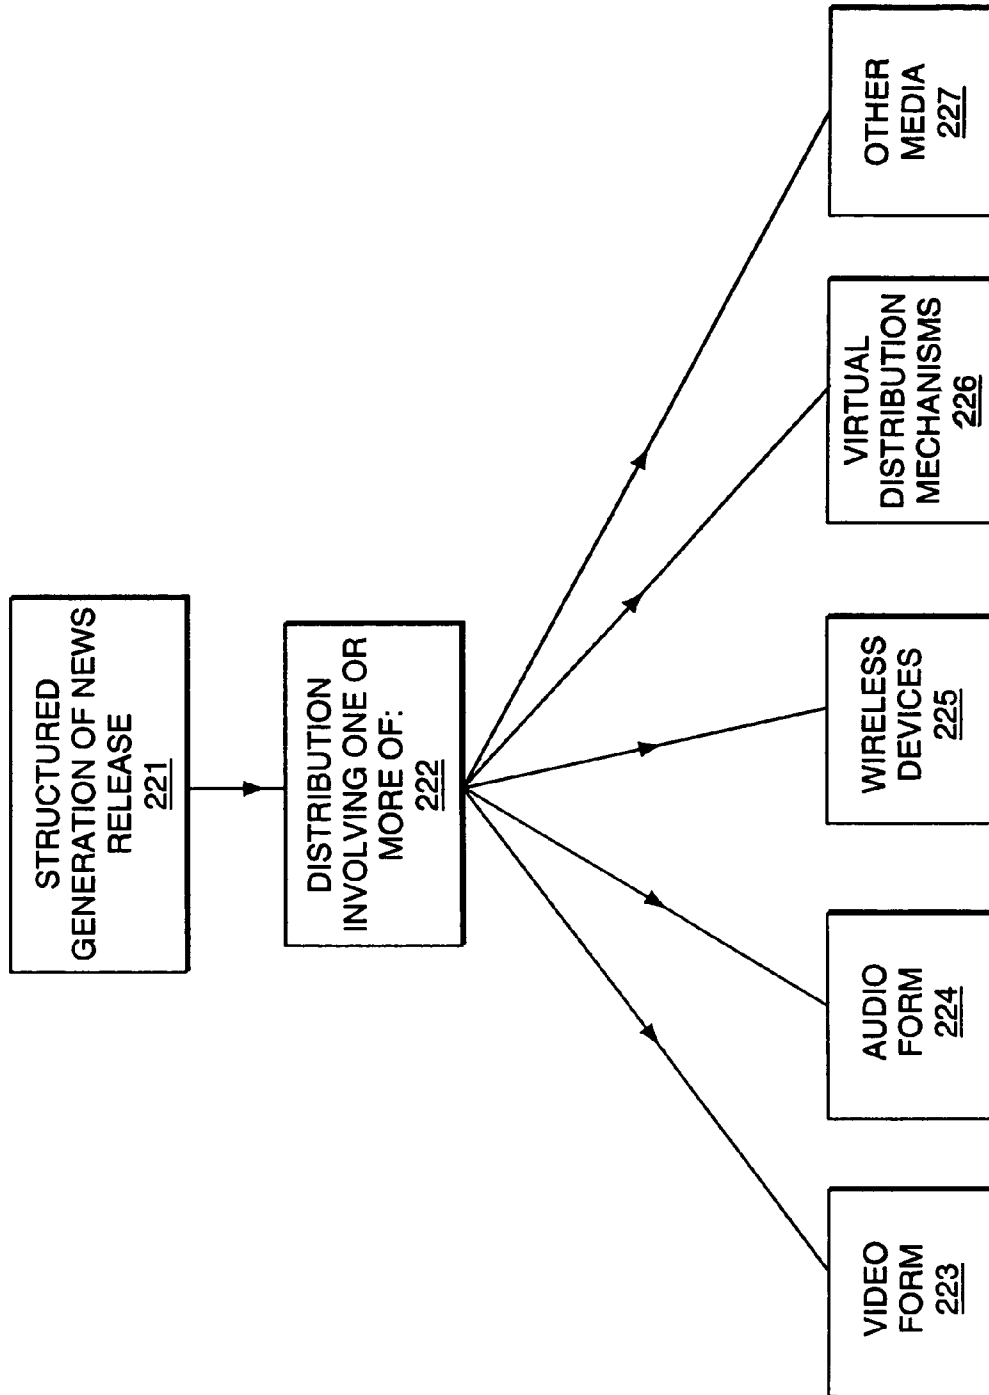 STRUCTURED
GENERATION OF NEWS
RELEASE
221
DISTRIBUTION
INVOLVING ONE OR
MORE OF:
222
VIDEO
FORM
223
AUDIO
FORM
224
WIRELESS
DEVICES
225
VIRTUAL
DISTRIBUTION
MECHANISMS
226
OTHER
MEDIA
227